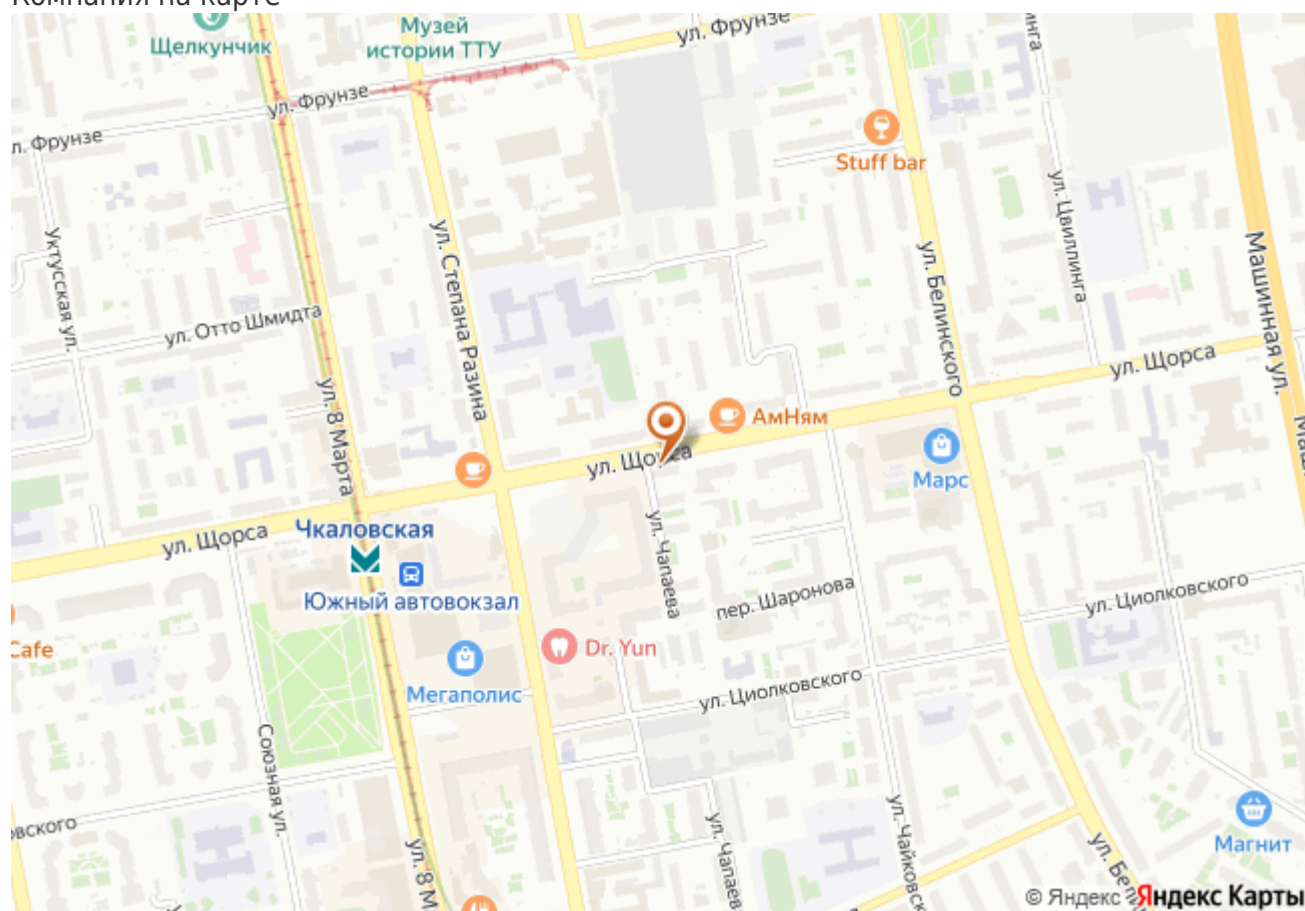 Компания на карте
Щелкунчик
Музей
истории ТТУ
ул. Фрунзе
ул. Фрунзе
Фрунзе
Stuff bar
ул. Цвиллинга
Машинная ул.
ул. Степана Разина
ул. Белинского
Уктусская ул.
ул. Отто Шмидта
ул. 8 Марта
ул. Щорса
АмНям
ул. Щорса
Марс
ул. Щорса
Чкаловская
Южный автовокзал
ул. Чапаева
пер. Шаронова
ул. Циолковского
Cafe
Dr. Yun
Мегаполис
ул. Циолковского
Союзная ул.
вского
ул. 8 М
ул. Чапаев
ул. Чайковск
ул. Бел
Магнит
© Яндекс Яндекс Карты